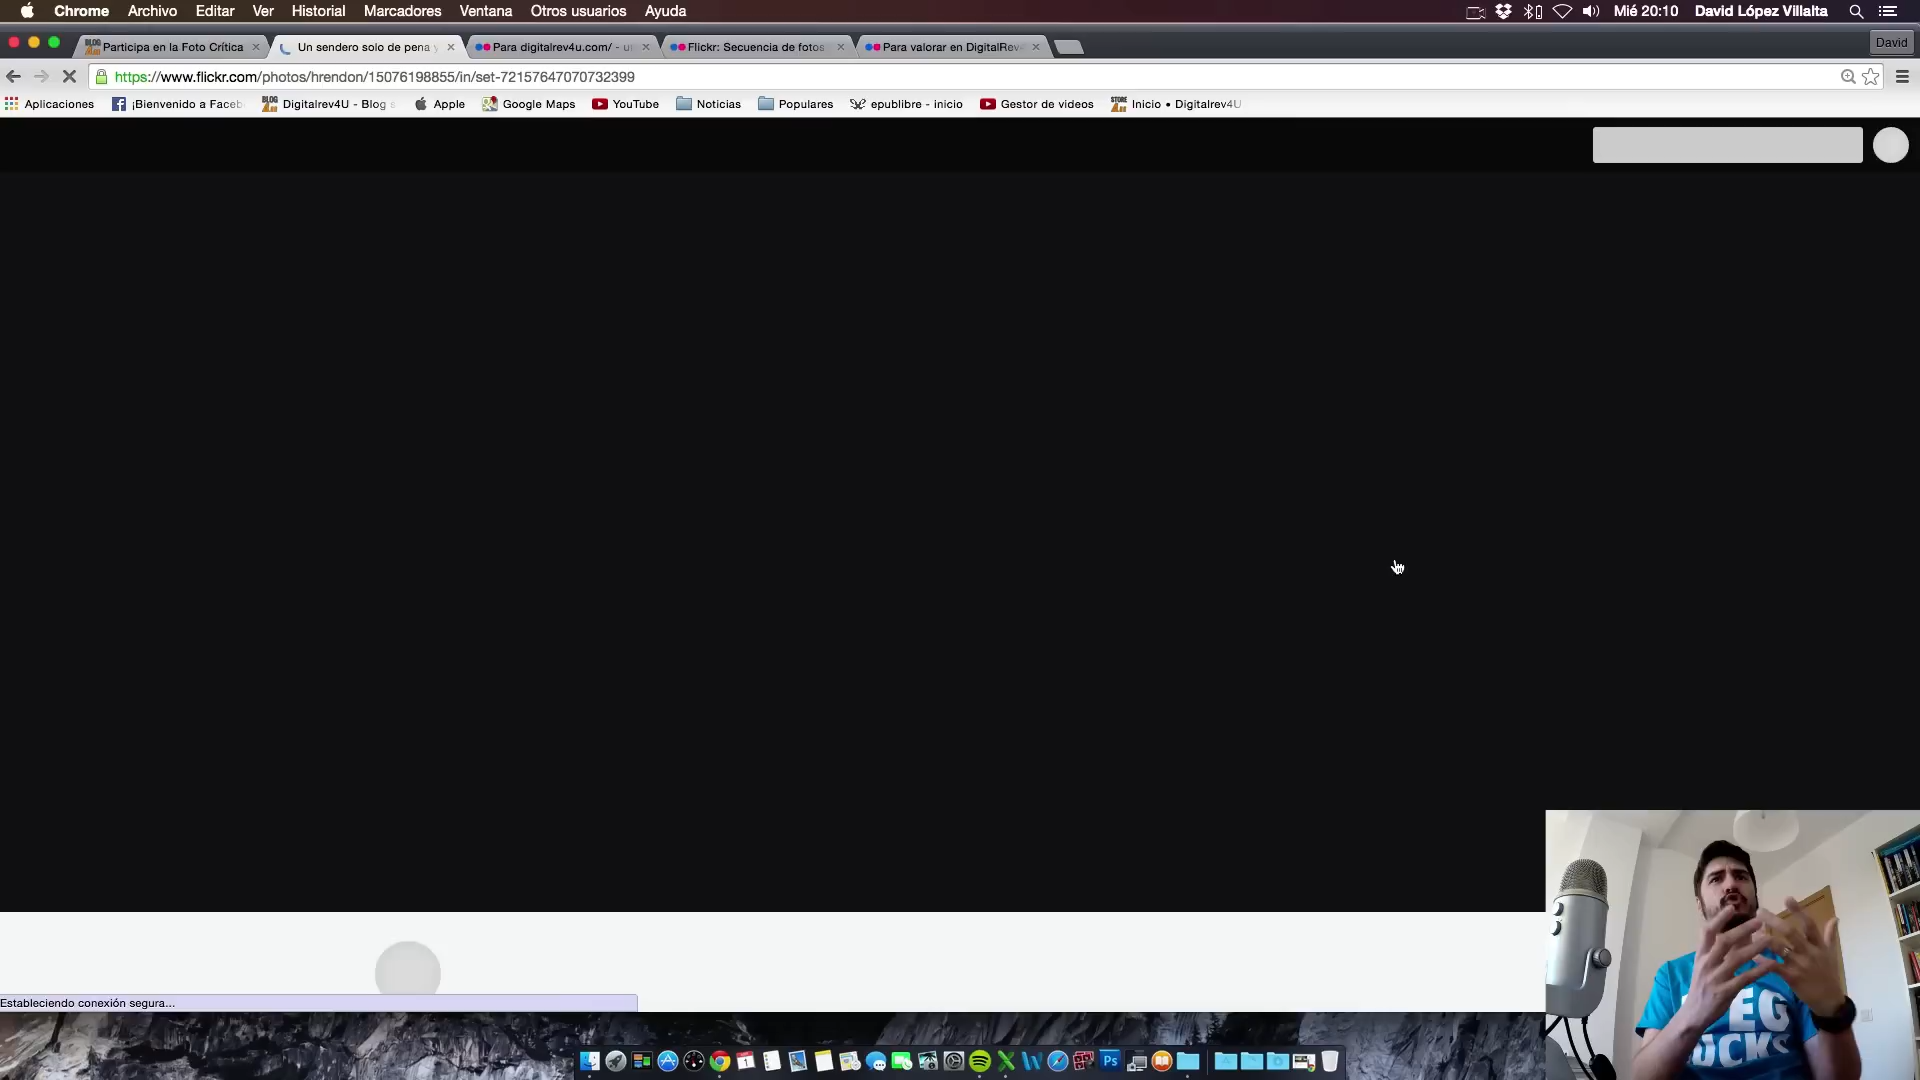 Chrome Archivo Editar Ver Historial Marcadores Ventana Otros usuarios Ayuda Mié 20:10 David López Villalta
Participa en la Foto Crítica Un sendero solo de pena y Para digitalrev4u.com/ - u Flickr: Secuencia de fotos Para valorar en DigitalRev David
https://www.flickr.com/photos/hrendon/15076198855/in/set-72157647070732399
Aplicaciones ¡Bienvenido a Faceb Digitalrev4U - Blog s Apple Google Maps YouTube Noticias Populares epublibre - inicio Gestor de videos Inicio • Digitalrev4U
EG
UCKS
Estableciendo conexión segura...